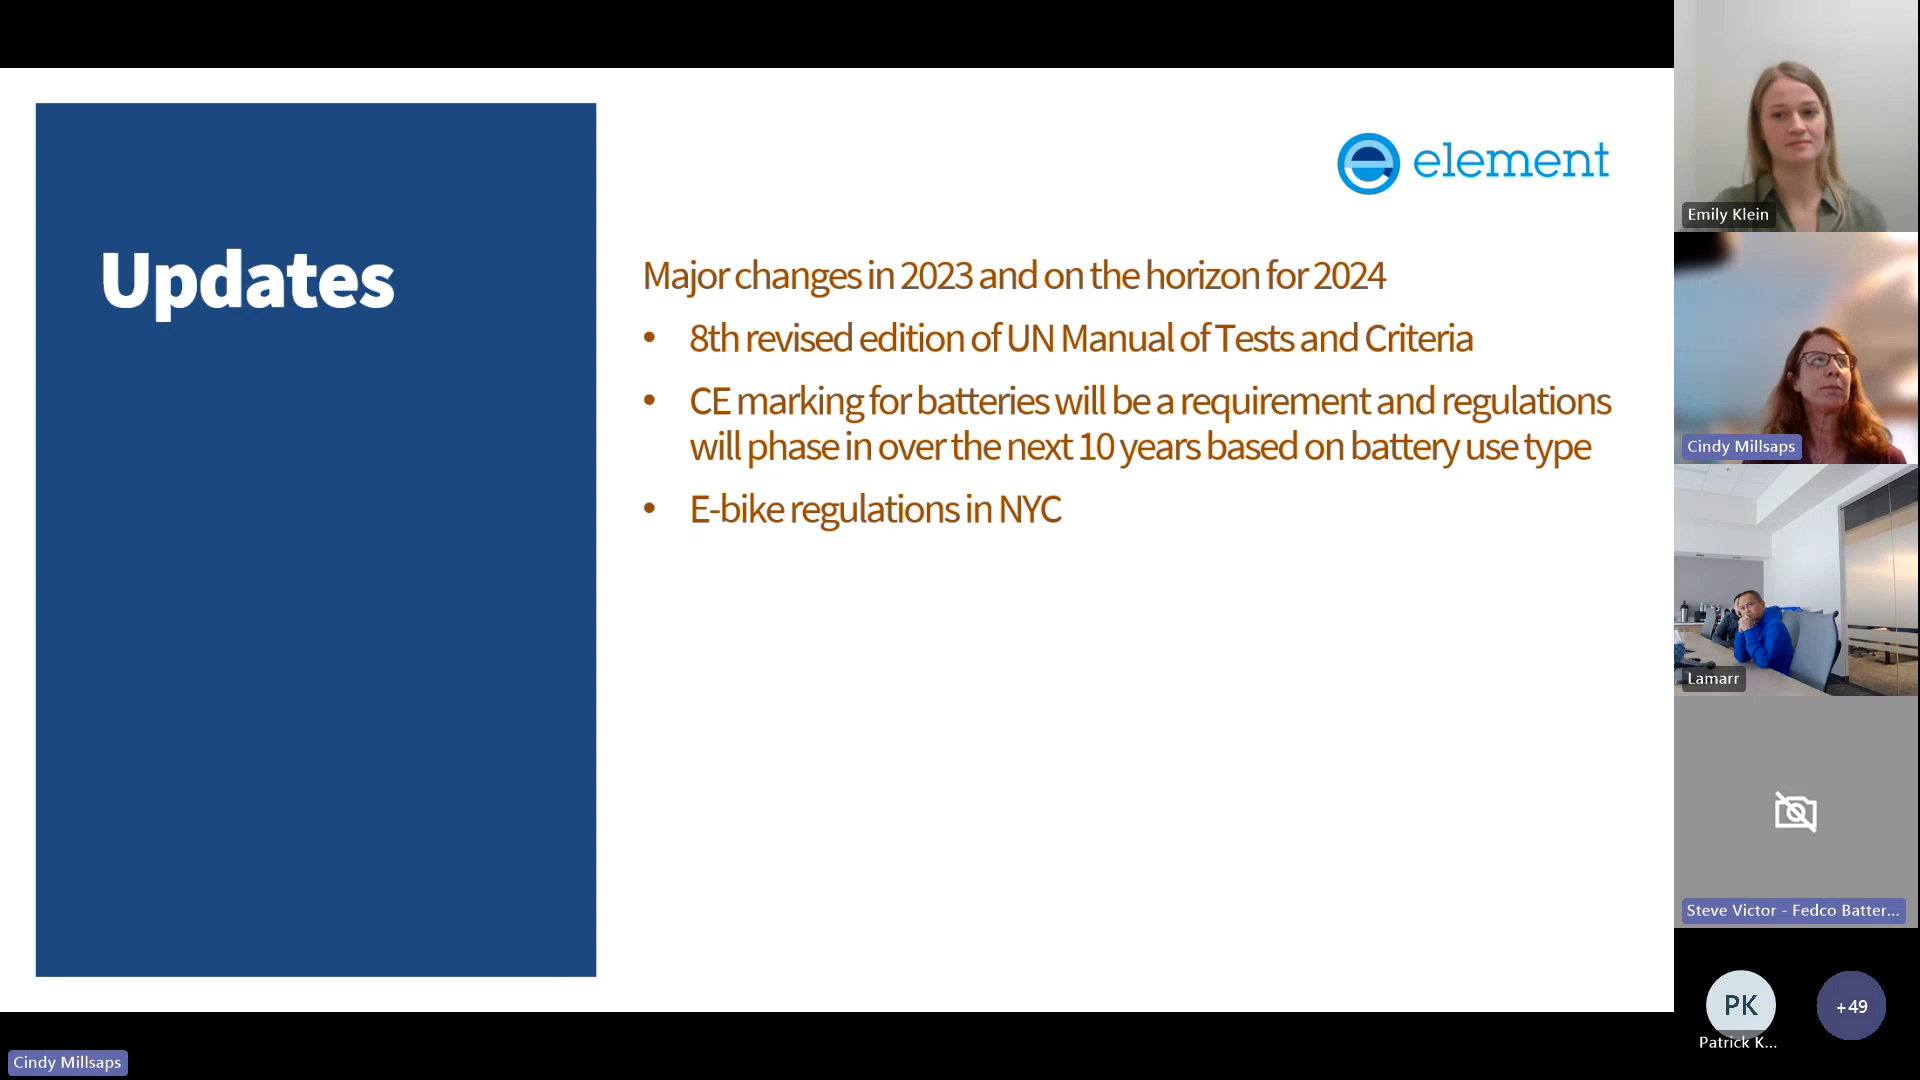 Updates
element
Major changes in 2023 and on the horizon for 2024
• 8th revised edition of UN Manual of Tests and Criteria
• CE marking for batteries will be a requirement and regulations
will phase in over the next 10 years based on battery use type
• E-bike regulations in NYC
Emily Klein
Cindy Millsaps
Lamarr
Steve Victor - Fedco Batter...
PK
Patrick K...
+49
Cindy Millsaps